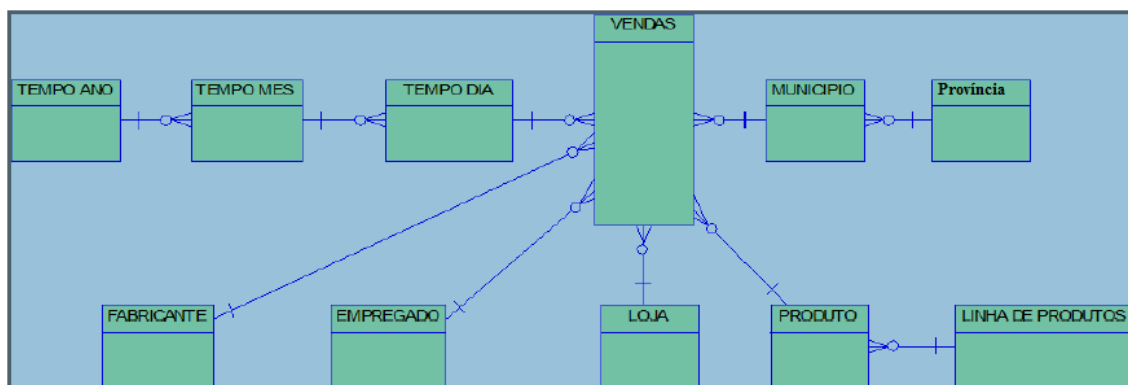 VENDAS
TEMPO ANO
TEMPO MES
TEMPO DIA
MUNICIPIO
Província
FABRICANTE
EMPREGADO
LOJA
PRODUTO
LINHA DE PRODUTOS